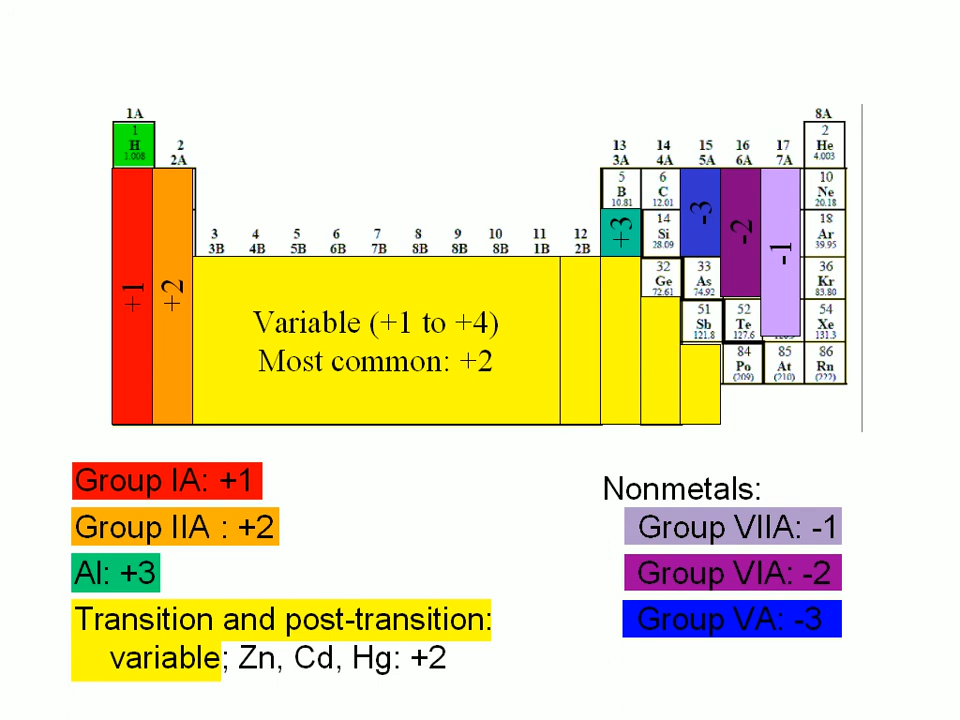 1A 8A
1 H 1.008
2 He 4.003
2 2A
13 3A
14 4A
15 5A
16 6A
17 7A
5 B 10.81
6 C 12.01
10 Ne 20.18
14 Si 28.09
18 Ar 39.95
3 3B
4 4B
5 5B
6 6B
7 7B
8 8B
9 8B
10 8B
11 1B
12 2B
32 Ge 72.61
33 As 74.92
36 Kr 83.80
51 Sb 121.8
52 Te 127.6
54 Xe 131.3
84 Po (209)
85 At (210)
86 Rn (222)
+1
+2
+3
-3
-2
-1
Variable (+1 to +4)
Most common: +2
Group IA: +1
Group IIA : +2
Al: +3
Transition and post-transition:
variable; Zn, Cd, Hg: +2
Nonmetals:
Group VIIA: -1
Group VIA: -2
Group VA: -3